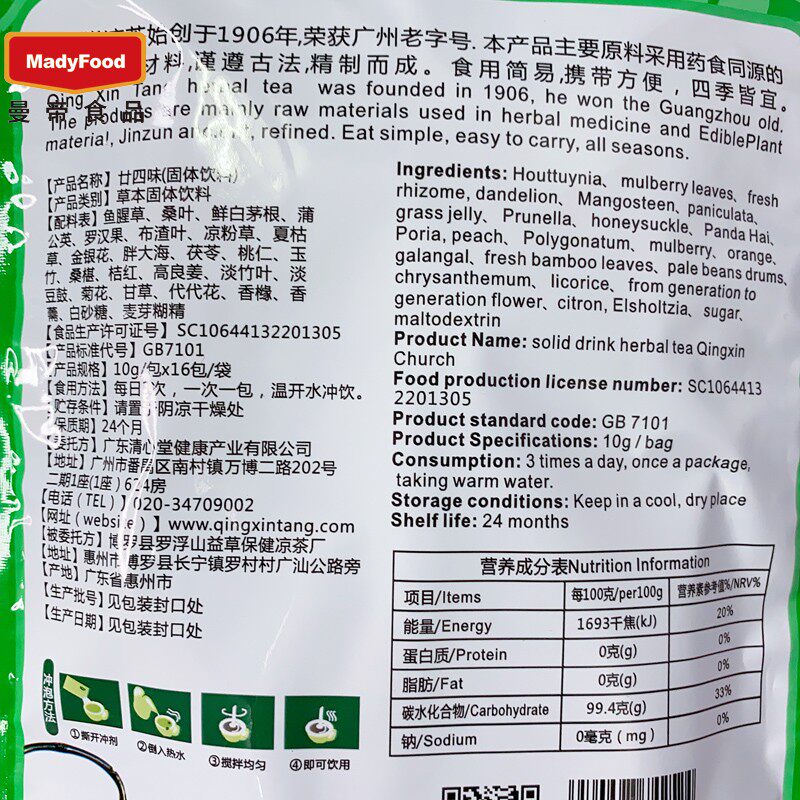 MadyFood
曼带食品
始创于1906年,荣获广州老字号. 本产品主要原料采用药食同源的
材料,谨遵古法,精制而成。食用简易,携带方便，四季皆宜。
Qing Xin Tang herbal tea was founded in 1906, he won the Guangzhou old.
The products are mainly raw materials used in herbal medicine and EdiblePlant
material, Jinzun ancient, refined. Eat simple, easy to carry, all seasons.
【产品名称】廿四味(固体饮料)
【产品类别】草本固体饮料
【配料表】鱼腥草、桑叶、鲜白茅根、蒲
公英、罗汉果、布渣叶、凉粉草、夏枯
草、金银花、胖大海、茯苓、桃仁、玉
竹、桑椹、桔红、高良姜、淡竹叶、淡
豆豉、菊花、甘草、代代花、香橼、香
薷、白砂糖、麦芽糊精
【食品生产许可证号】SC10644132201305
【产品标准代号】GB7101
产品规格】10g/包x16包/袋
【食用方法】每日3次，一次一包，温开水冲饮。
贮存条件】请置于阴凉干燥处
保质期】24个月
【委托方】广东清心堂健康产业有限公司
【地址】广州市番禺区南村镇万博二路202号
二期1座(1座) 674房
【电话（TEL）】020-34709002
【网址（website）】www.qingxintang.com
【被委托方】博罗县罗浮山益草保健凉茶厂
【地址】惠州市博罗县长宁镇罗村村广汕公路旁
【产地】广东省惠州市
【生产批号】见包装封口处
【生产日期】见包装封口处
Ingredients: Houttuynia、mulberry leaves、fresh
rhizome, dandelion、Mangosteen、paniculata、
grass jelly、Prunella、honeysuckle、Panda Hai、
Poria, peach、Polygonatum、mulberry、orange、
galangal、fresh bamboo leaves、pale beans drums、
chrysanthemum、licorice、from generation to
generation flower、citron, Elsholtzia、sugar、
maltodextrin
Product Name: solid drink herbal tea Qingxin
Church
Food production license number: SC1064413
2201305
Product standard code: GB 7101
Product Specifications: 10g / bag
Consumption: 3 times a day, once a package,
taking warm water.
Storage conditions: Keep in a cool, dry place
Shelf life: 24 months
营养成分表Nutrition Information
项目/Items 每100克/per100g 营养素参考值%/NRV%
能量/Energy 1693千焦(kJ) 20%
蛋白质/Protein 0克(g) 0%
脂肪/Fat 0克(g) 0%
碳水化合物/Carbohydrate 99.4克(g) 33%
钠/Sodium 0毫克（mg） 0%
冲泡方法
①撕开冲剂 ②倒入热水 ③搅拌均匀 ④即可饮用